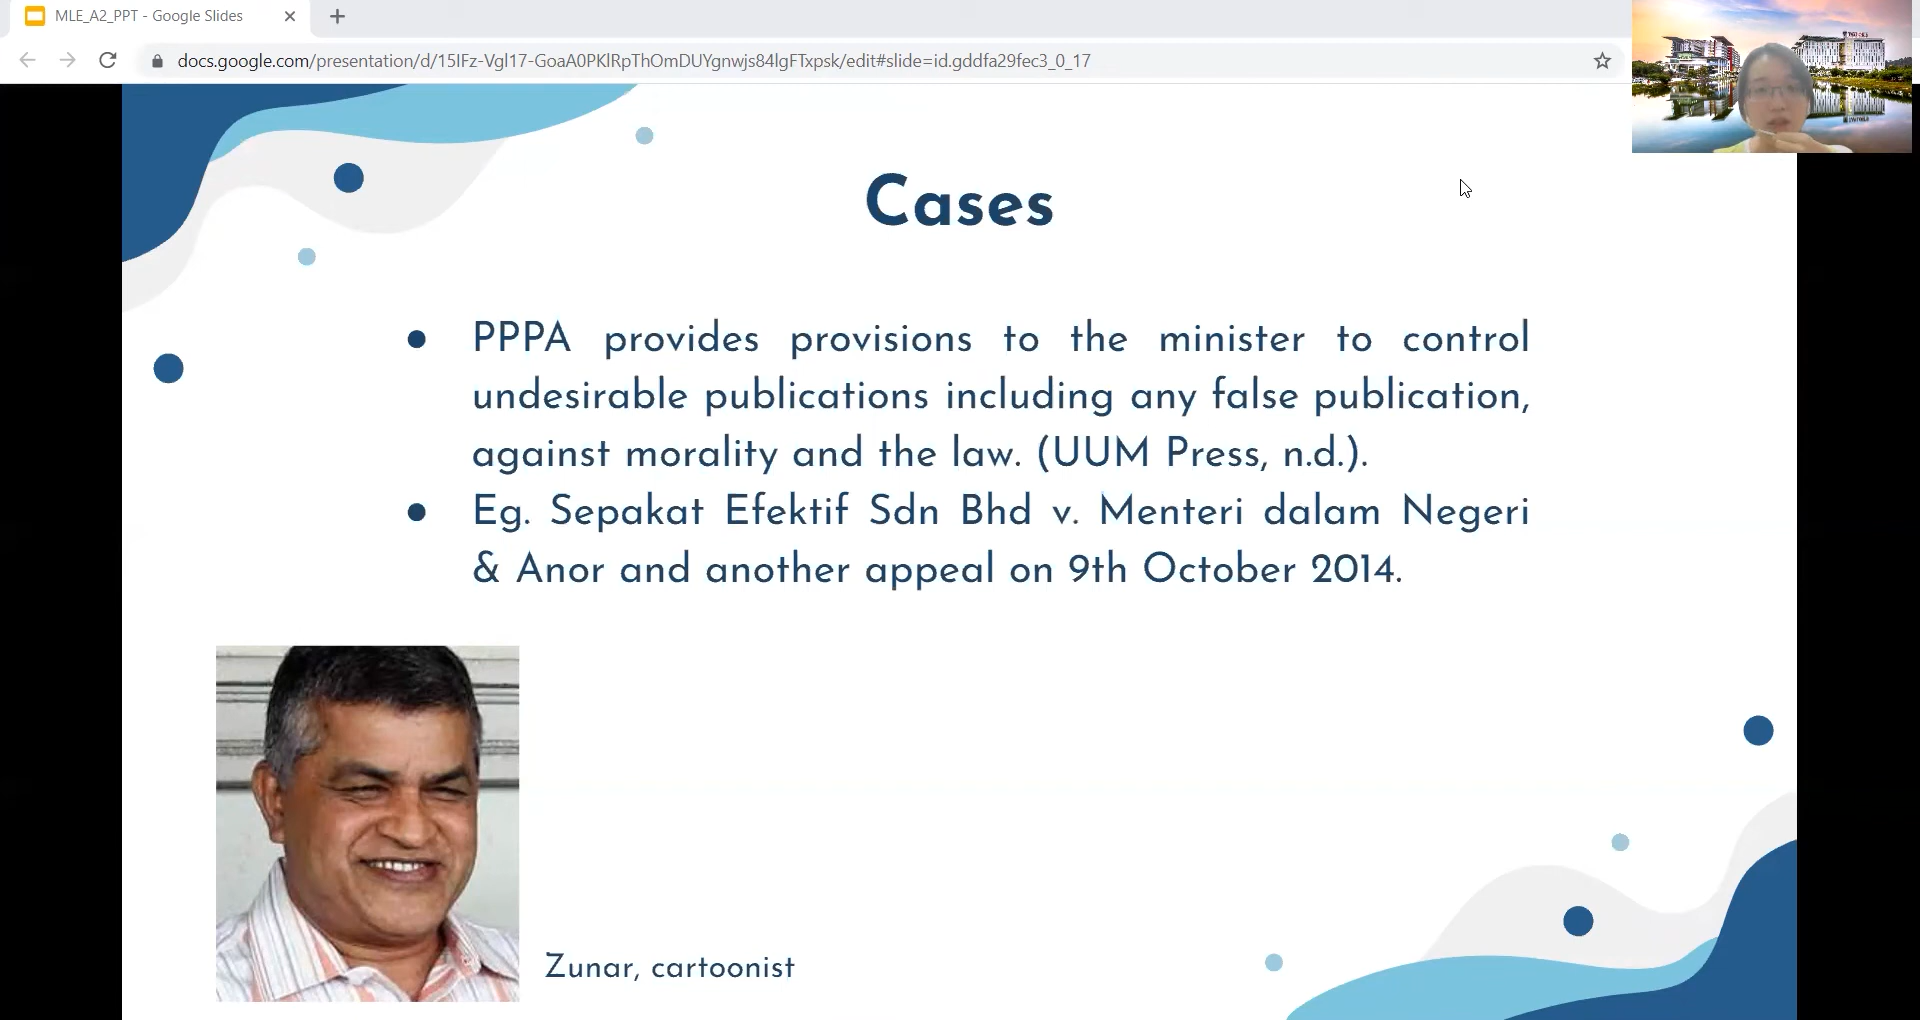 MLE_A2_PPT - Google Slides
docs.google.com/presentation/d/15IFz-Vgl17-GoaA0PKlRpThOmDUYgnwjs84lgFTxpsk/edit#slide=id.gddfa29fec3_0_17
Cases
PPPA provides provisions to the minister to control
undesirable publications including any false publication,
against morality and the law. (UUM Press, n.d.).
Eg. Sepakat Efektif Sdn Bhd v. Menteri dalam Negeri
& Anor and another appeal on 9th October 2014.
Zunar, cartoonist